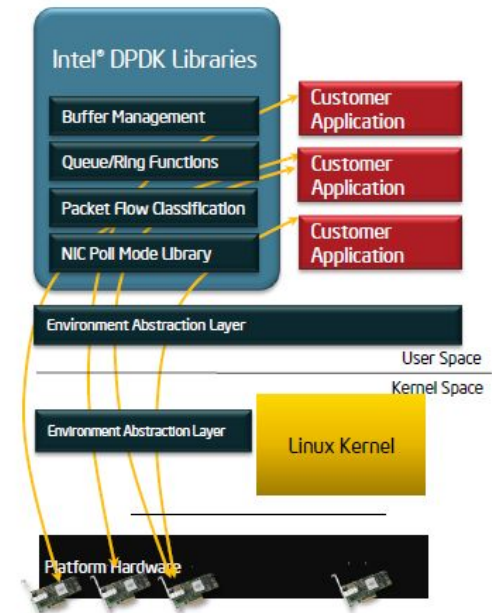 Intel® DPDK Libraries
Buffer Management
Queue/Ring Functions
Packet Flow Classification
NIC Poll Mode Library
Customer
Application
Customer
Application
Customer
Application
Environment Abstraction Layer
User Space
Kernel Space
Environment Abstraction Layer
Linux Kernel
Platform Hardware